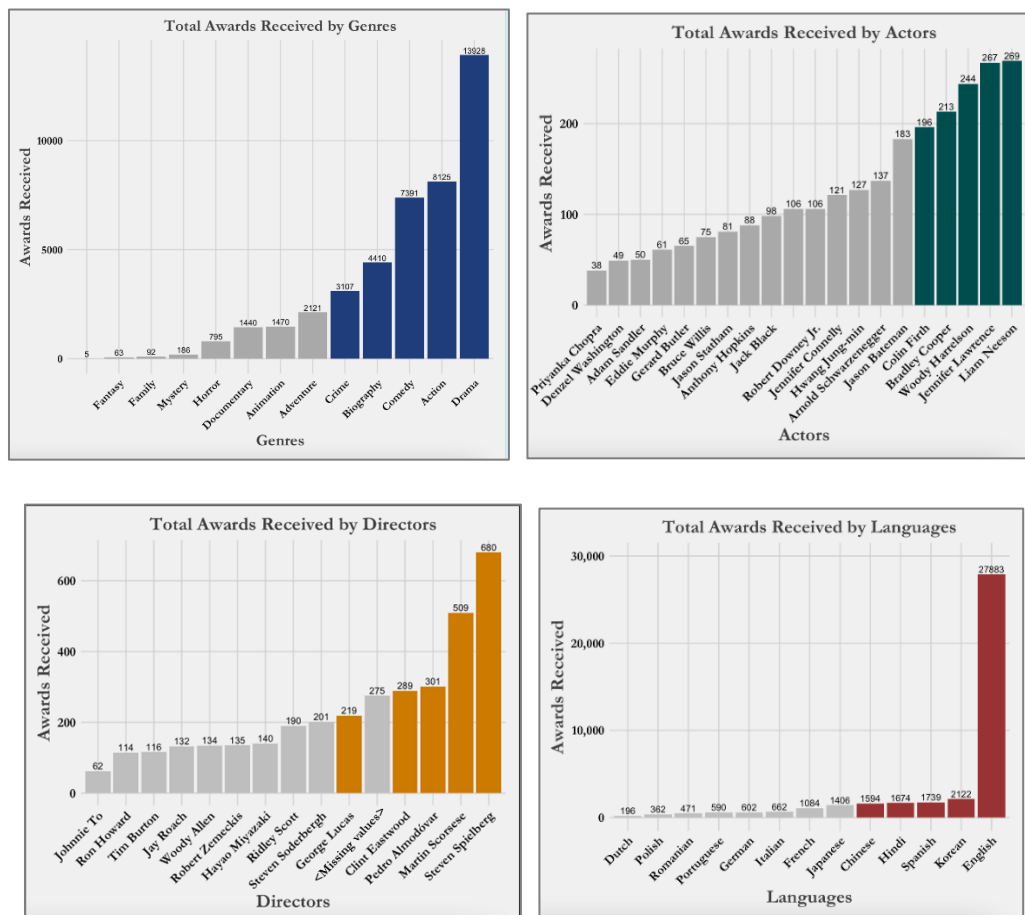 Total Awards Received by Genres
13928
10000
8125
7391
5000
4410
3107
2121
1440
1470
795
186
92
63
5
0
Awards Received
Fantasy
Family
Mystery
Horror
Documentary
Animation
Adventure
Crime
Biography
Comedy
Action
Drama
Genres
Total Awards Received by Actors
200
100
0
38
49
50
61
65
75
81
88
98
106
106
121
127
137
183
196
213
244
267
269
Awards Received
Priyanka Chopra
Denzel Washington
Adam Sandler
Eddie Murphy
Gerard Butler
Bruce Willis
Jason Statham
Anthony Hopkins
Jack Black
Robert Downey Jr.
Jennifer Connelly
Hwang Jung-min
Arnold Schwarzenegger
Jason Bateman
Colin Firth
Bradley Cooper
Woody Harrelson
Jennifer Lawrence
Liam Neeson
Actors
Total Awards Received by Directors
600
400
200
0
62
114
116
132
134
135
140
190
201
219
275
289
301
509
680
Awards Received
Johnnie To
Ron Howard
Tim Burton
Jay Roach
Woody Allen
Robert Zemeckis
Hayao Miyazaki
Ridley Scott
Steven Soderbergh
George Lucas
<Missing values>
Clint Eastwood
Pedro Almodóvar
Martin Scorsese
Steven Spielberg
Directors
Total Awards Received by Languages
30,000
20,000
10,000
0
196
362
471
590
602
662
1084
1406
1594
1674
1739
2122
27883
Awards Received
Dutch
Polish
Romanian
Portuguese
German
Italian
French
Japanese
Chinese
Hindi
Spanish
Korean
English
Languages